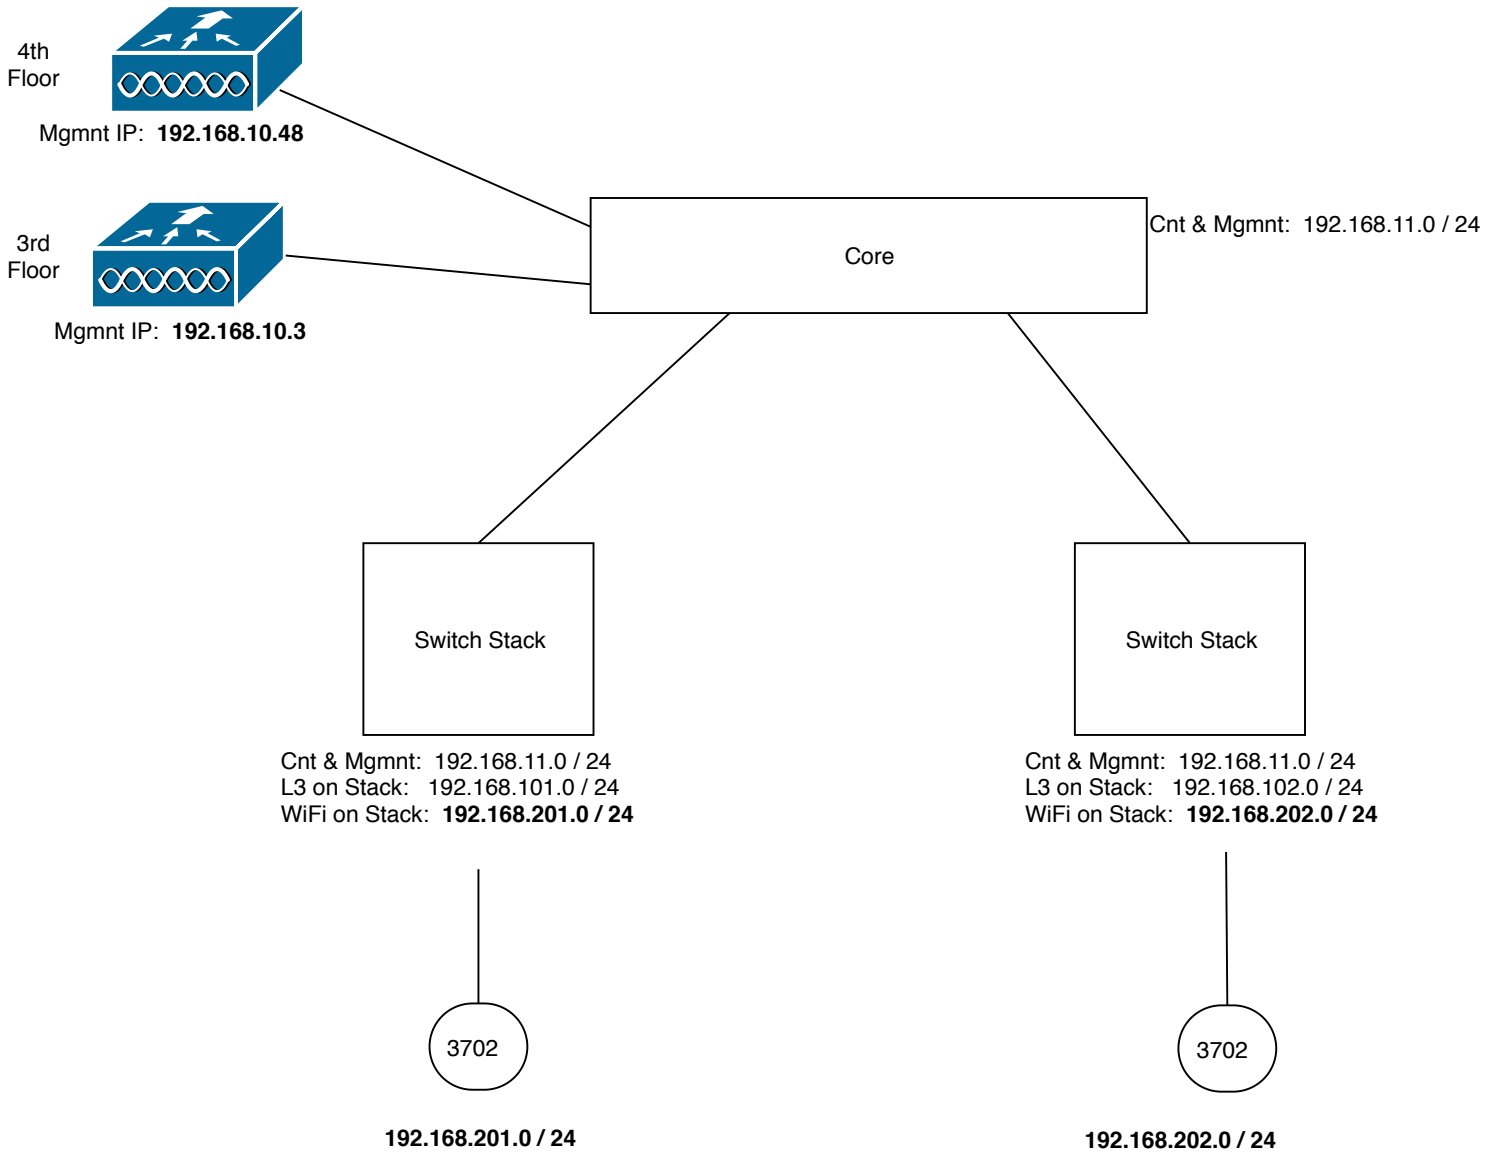 4th
Floor
Mgmnt IP: 192.168.10.48
3rd
Floor
Mgmnt IP: 192.168.10.3
Core
Cnt & Mgmnt: 192.168.11.0 / 24
Switch Stack
Cnt & Mgmnt: 192.168.11.0 / 24
L3 on Stack: 192.168.101.0 / 24
WiFi on Stack: 192.168.201.0 / 24
Switch Stack
Cnt & Mgmnt: 192.168.11.0 / 24
L3 on Stack: 192.168.102.0 / 24
WiFi on Stack: 192.168.202.0 / 24
3702
192.168.201.0 / 24
3702
192.168.202.0 / 24